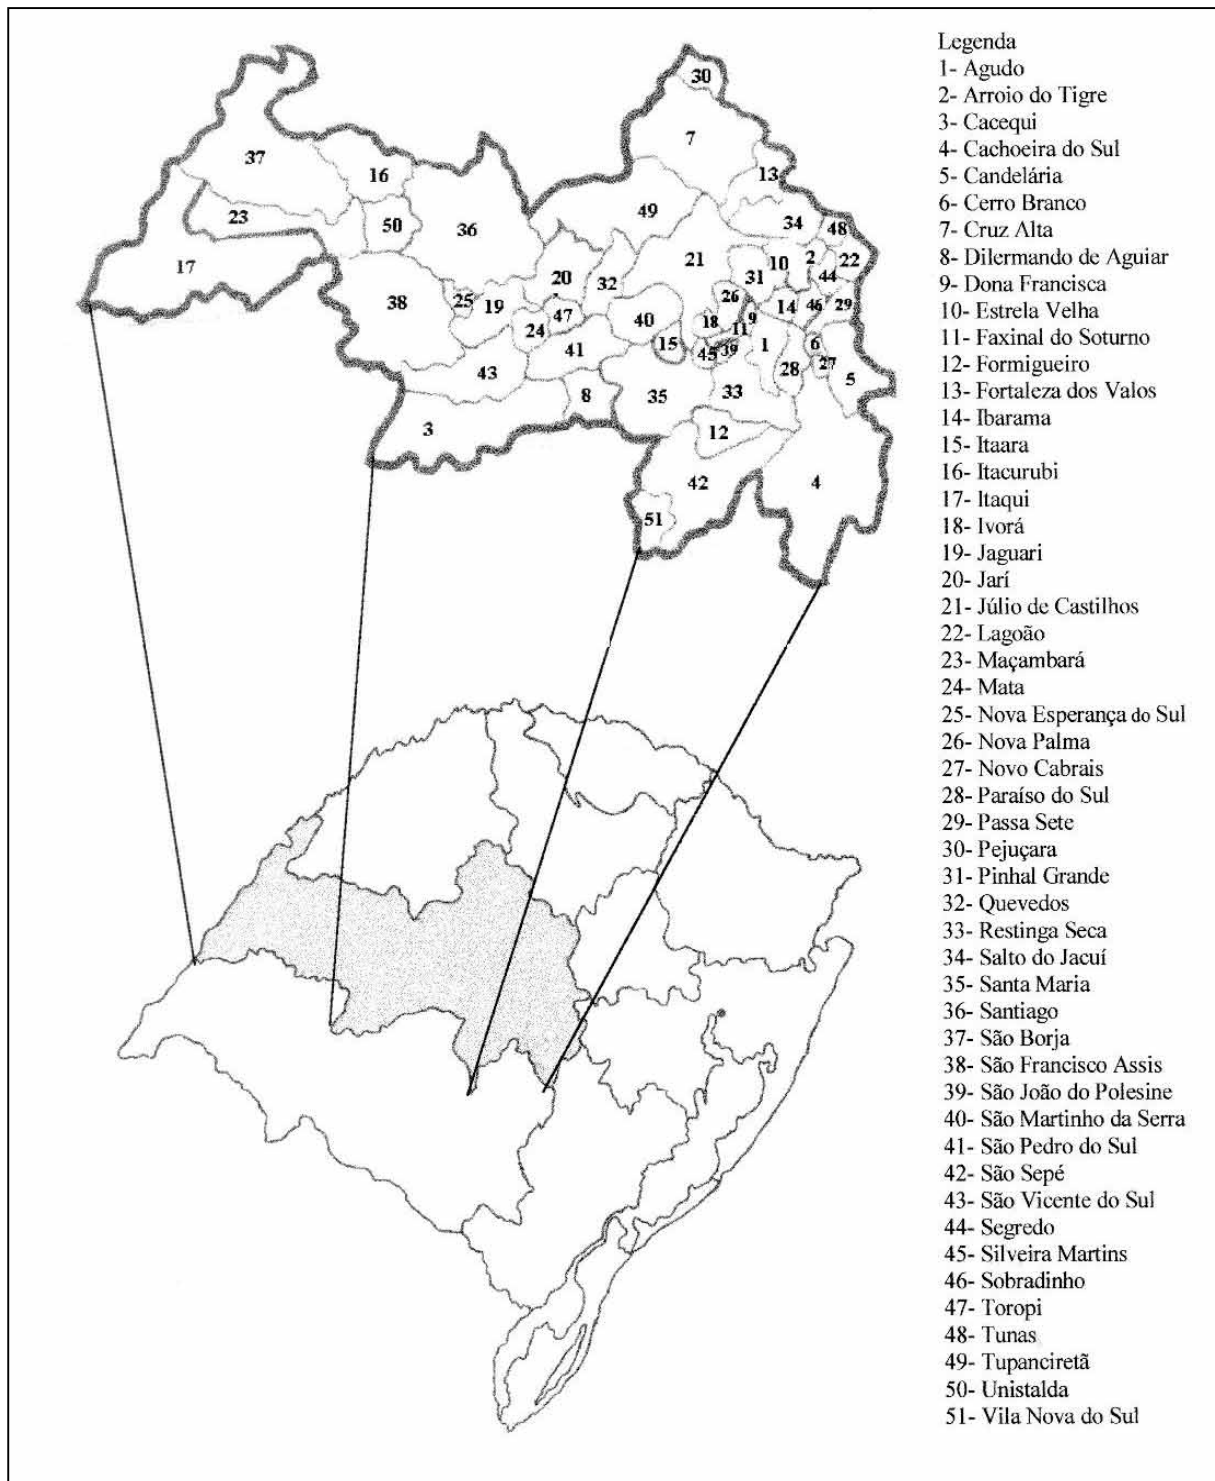 Legenda
1- Agudo
2- Arroio do Tigre
3- Cacequi
4- Cachoeira do Sul
5- Candelária
6- Cerro Branco
7- Cruz Alta
8- Dilermando de Aguiar
9- Dona Francisca
10- Estrela Velha
11- Faxinal do Soturno
12- Formigueiro
13- Fortaleza dos Valos
14- Ibarama
15- Itaara
16- Itacurubi
17- Itaqui
18- Ivorá
19- Jaguari
20- Jarí
21- Júlio de Castilhos
22- Lagoão
23- Maçambará
24- Mata
25- Nova Esperança do Sul
26- Nova Palma
27- Novo Cabrais
28- Paraíso do Sul
29- Passa Sete
30- Pejuçara
31- Pinhal Grande
32- Quevedos
33- Restinga Seca
34- Salto do Jacuí
35- Santa Maria
36- Santiago
37- São Borja
38- São Francisco Assis
39- São João do Polesine
40- São Martinho da Serra
41- São Pedro do Sul
42- São Sepé
43- São Vicente do Sul
44- Segredo
45- Silveira Martins
46- Sobradinho
47- Toropi
48- Tunas
49- Tupanciretã
50- Unistalda
51- Vila Nova do Sul
30
7
37
13
16
49
23
50
36
34
48
21
10
2
22
17
20
31
44
32
26
38
25
19
14
46
29
47
40
18
9
24
11
15
1
6
41
45
39
28
27
43
5
8
35
33
3
12
42
4
51